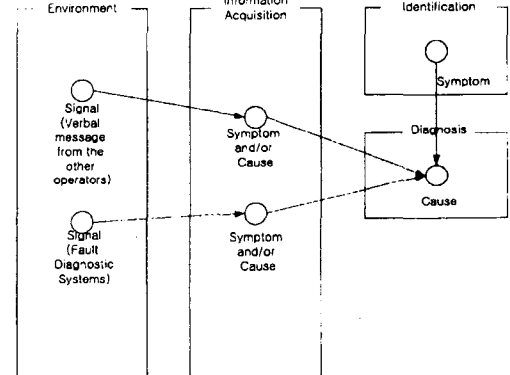 Environment
Information
Acquisition
Identification
Signal
(Verbal
message
from the
other
operators)
Symptom
and/or
Cause
Symptom
Diagnosis
Cause
Signal
(Fault
Diagnostic
Systems)
Symptom
and/or
Cause